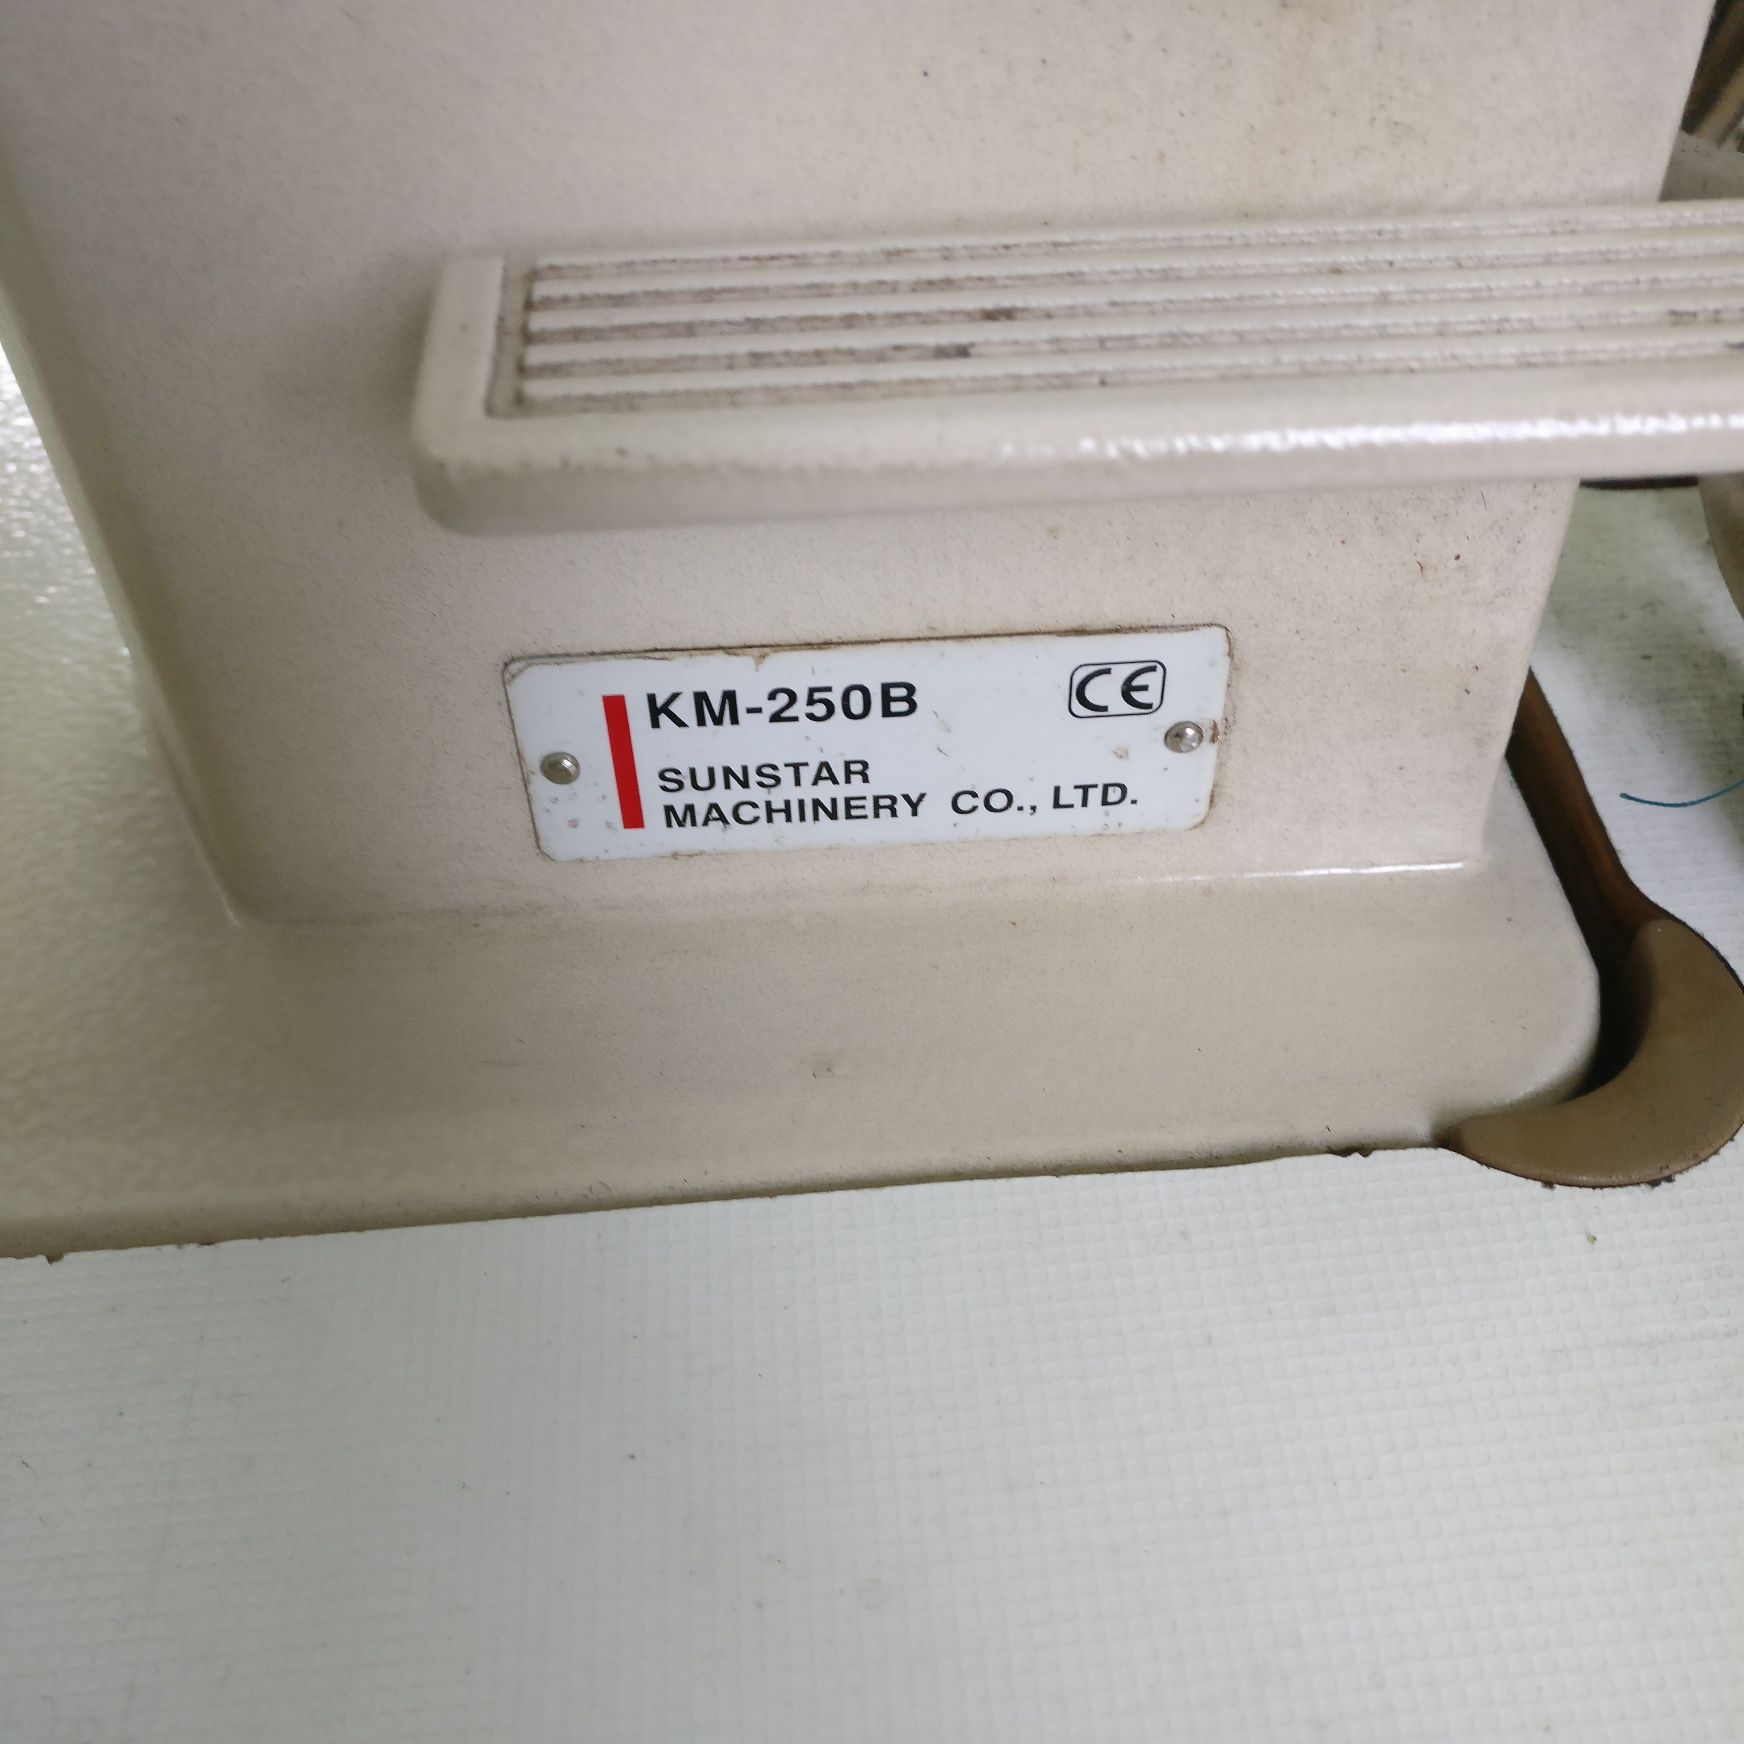 KM-250B CE
SUNSTAR
MACHINERY CO., LTD.